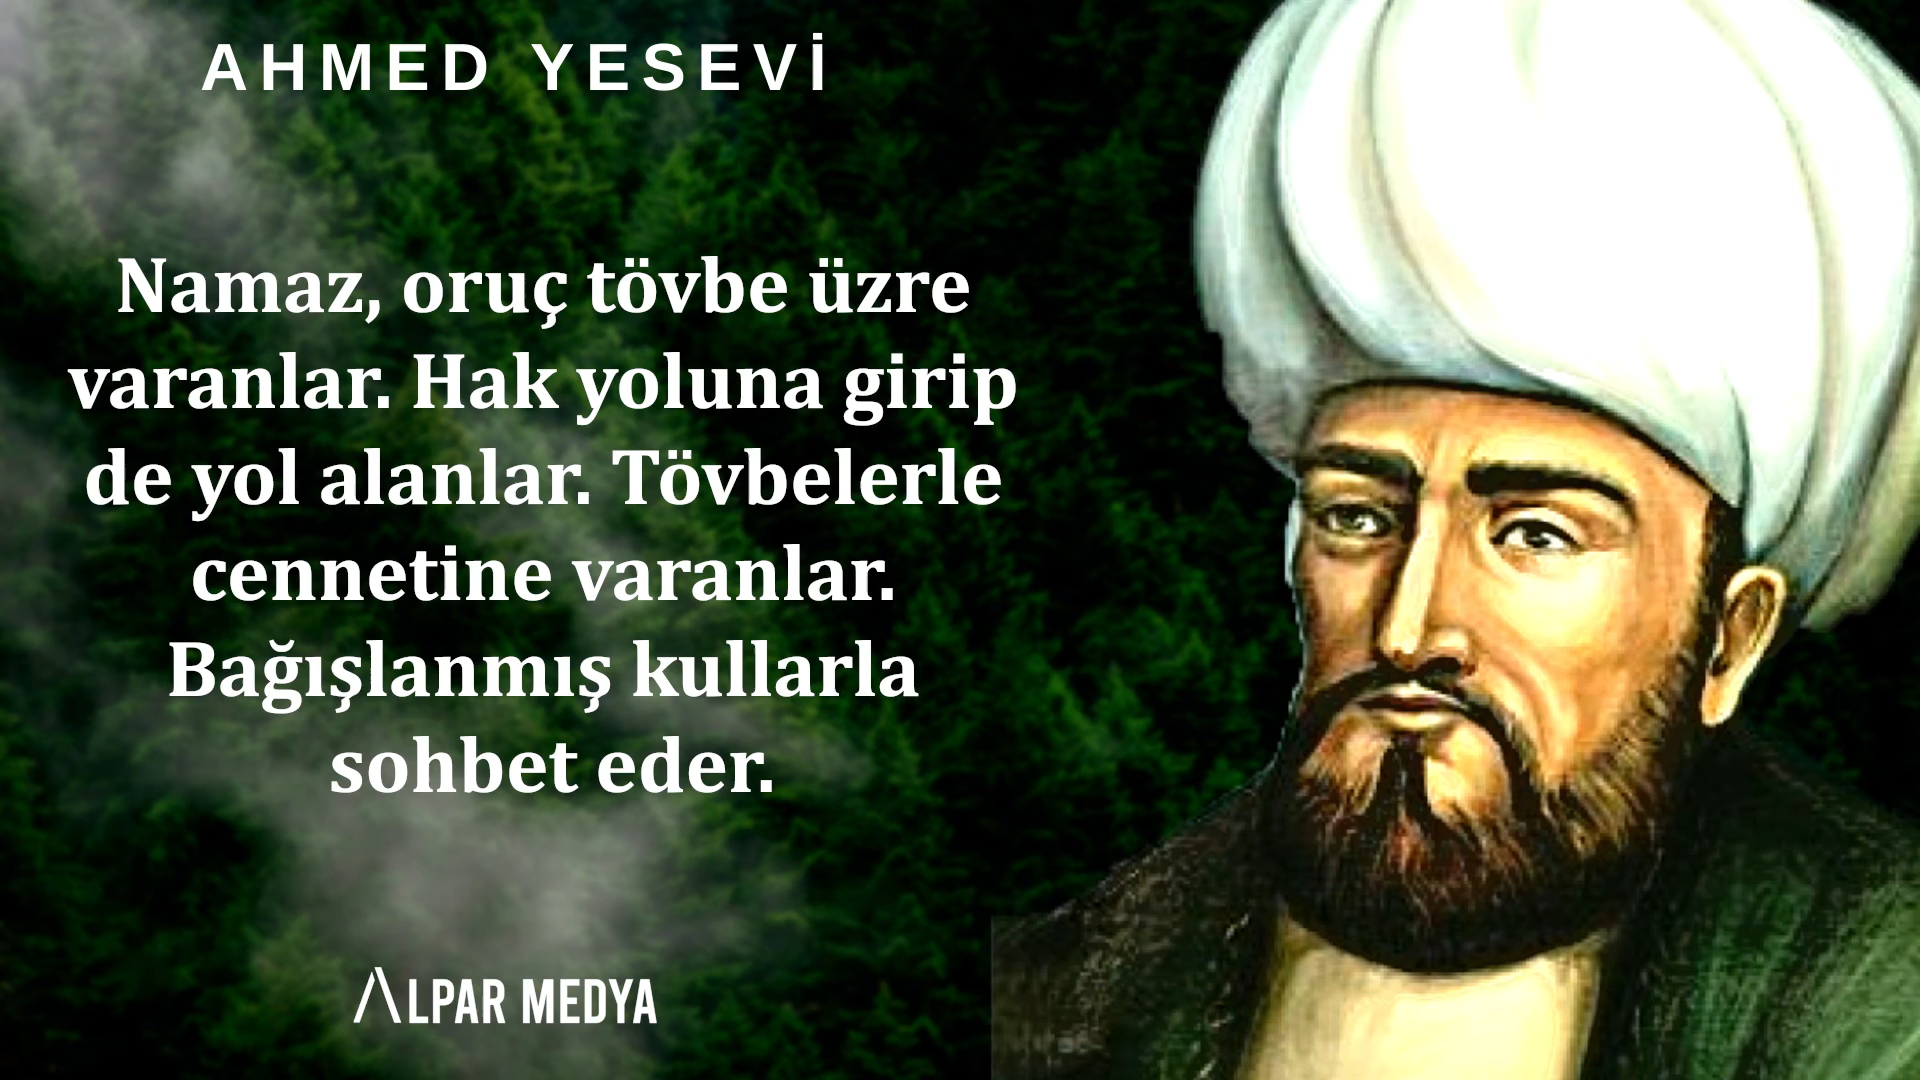 AHMED YESEVİ
Namaz, oruç tövbe üzre
varanlar. Hak yoluna girip
de yol alanlar. Tövbelerle
cennetine varanlar.
Bağışlanmış kullarla
sohbet eder.
ALPAR MEDYA